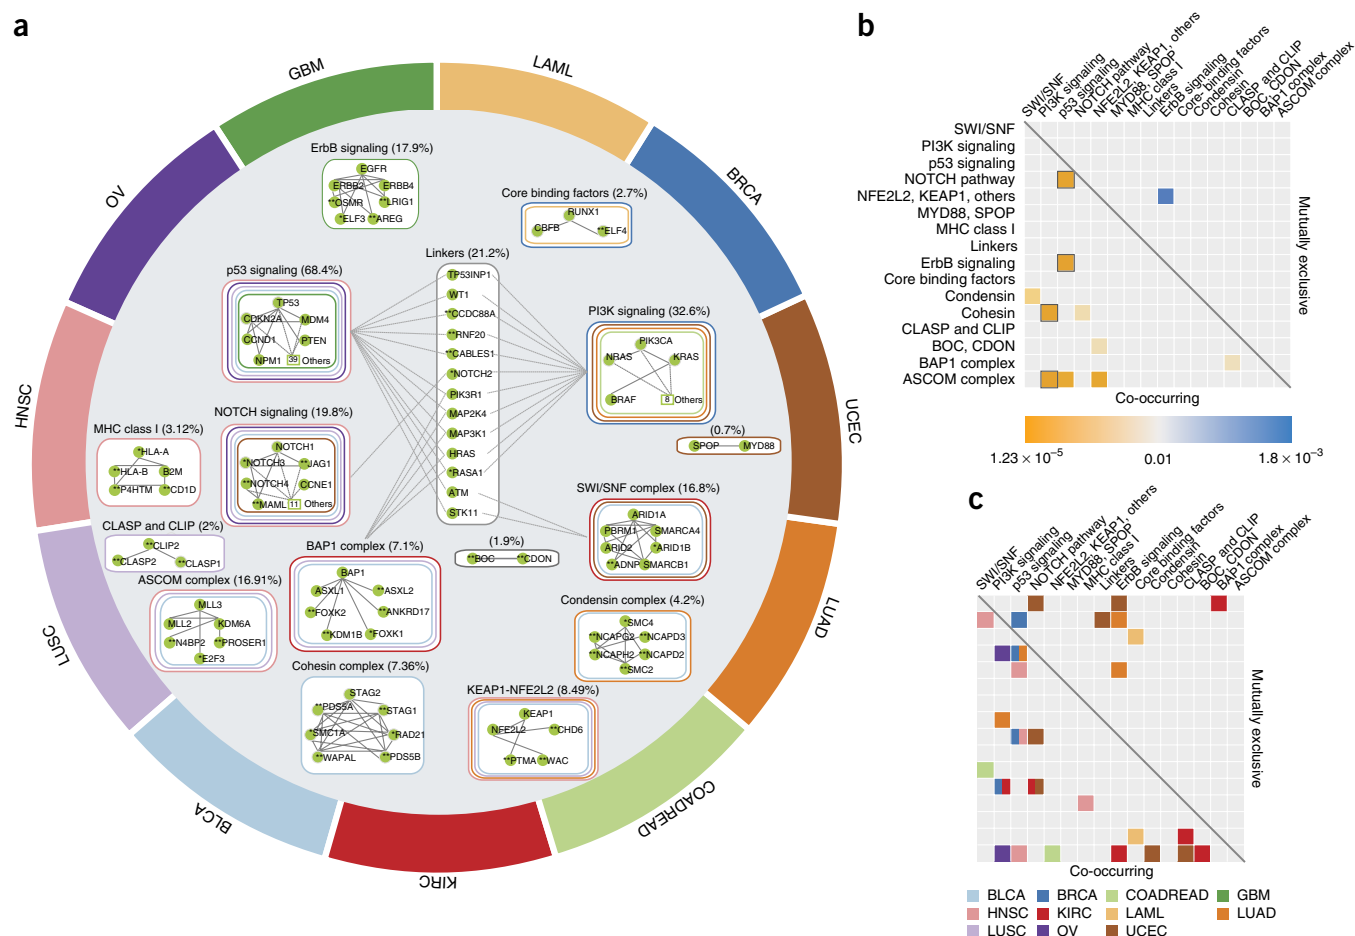 a
GBM
LAML
BRCA
UCEC
LUAD
COADREAD
KIRC
BLCA
LUSC
HNSC
OV
ErbB signaling (17.9%)
EGFR
ERBB2
ERBB4
**OSMR
**LRIG1
*ELF3
**AREG
Core binding factors (2.7%)
RUNX1
CBFB
**ELF4
Linkers (21.2%)
TP53INP1
WT1
**CCDC88A
**RNF20
**CABLES1
*NOTCH2
PIK3R1
MAP2K4
MAP3K1
HRAS
*RASA1
ATM
STK11
p53 signaling (68.4%)
TP53
CDKN2A
MDM4
CCND1
PTEN
NPM1
39 Others
PI3K signaling (32.6%)
PIK3CA
NRAS
KRAS
BRAF
8 Others
(0.7%)
SPOP
MYD88
NOTCH signaling (19.8%)
NOTCH1
*NOTCH3
**JAG1
**NOTCH4
CCNE1
**MAML
11 Others
MHC class I (3.12%)
*HLA-A
**HLA-B
B2M
**P4HTM
**CD1D
CLASP and CLIP (2%)
**CLIP2
**CLASP2
**CLASP1
SWI/SNF complex (16.8%)
ARID1A
PBRM1
SMARCA4
ARID2
*ARID1B
**ADNP
SMARCB1
(1.9%)
**BOC
**CDON
BAP1 complex (7.1%)
BAP1
ASXL1
**ASXL2
**FOXK2
**ANKRD17
**KDM1B
*FOXK1
ASCOM complex (16.91%)
MLL3
MLL2
KDM6A
**N4BP2
**PROSER1
*E2F3
Condensin complex (4.2%)
*SMC4
**NCAPG2
**NCAPD3
**NCAPH2
**NCAPD2
**SMC2
Cohesin complex (7.36%)
STAG2
**PDS5A
**STAG1
*SMC1A
*RAD21
**WAPAL
**PDS5B
KEAP1-NFE2L2 (8.49%)
KEAP1
NFE2L2
**CHD6
**PTMA
**WAC
b
SWI/SNF
PI3K signaling
p53 signaling
NOTCH pathway
NFE2L2, KEAP1, others
MYD88, SPOP
MHC class I
Linkers
ErbB signaling
Core- binding factors
Condensin
Cohesin
CLASP and CLIP
BOC, CDON
BAP1 complex
ASCOM complex
SWI/SNF
PI3K signaling
p53 signaling
NOTCH pathway
NFE2L2, KEAP1, others
MYD88, SPOP
MHC class I
Linkers
ErbB signaling
Core binding factors
Condensin
Cohesin
CLASP and CLIP
BOC, CDON
BAP1 complex
ASCOM complex
Mutually exclusive
Co-occurring
1.23 × 10⁻⁵
0.01
1.8 × 10⁻³
c
SWI/SNF
PI3K signaling
p53 signaling
NOTCH pathway
NFE2L2, KEAP1, others
MYD88, SPOP
MHC class I
Linkers
ErbB signaling
Core binding factors
Condensin
Cohesin
CLASP and CLIP
BOC, CDON
BAP1 complex
ASCOM complex
Mutually exclusive
Co-occurring
BLCA
BRCA
COADREAD
GBM
HNSC
KIRC
LAML
LUAD
LUSC
OV
UCEC